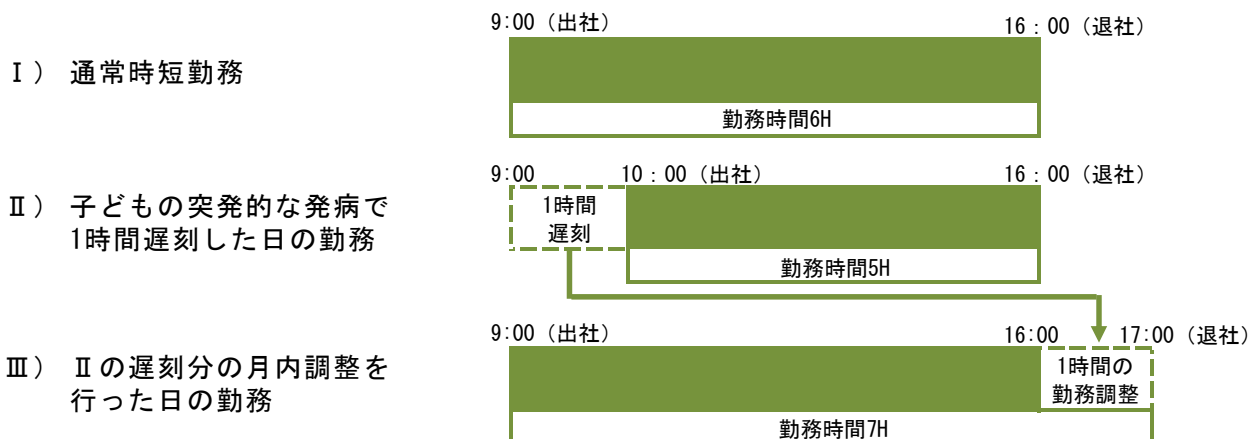 9:00（出社）
16：00（退社）
Ⅰ） 通常時短勤務
勤務時間6H
9:00
10：00（出社）
16：00（退社）
Ⅱ） 子どもの突発的な発病で
1時間遅刻した日の勤務
1時間
遅刻
勤務時間5H
9:00（出社）
16:00
17:00（退社）
Ⅲ） Ⅱの遅刻分の月内調整を
行った日の勤務
1時間の
勤務調整
勤務時間7H